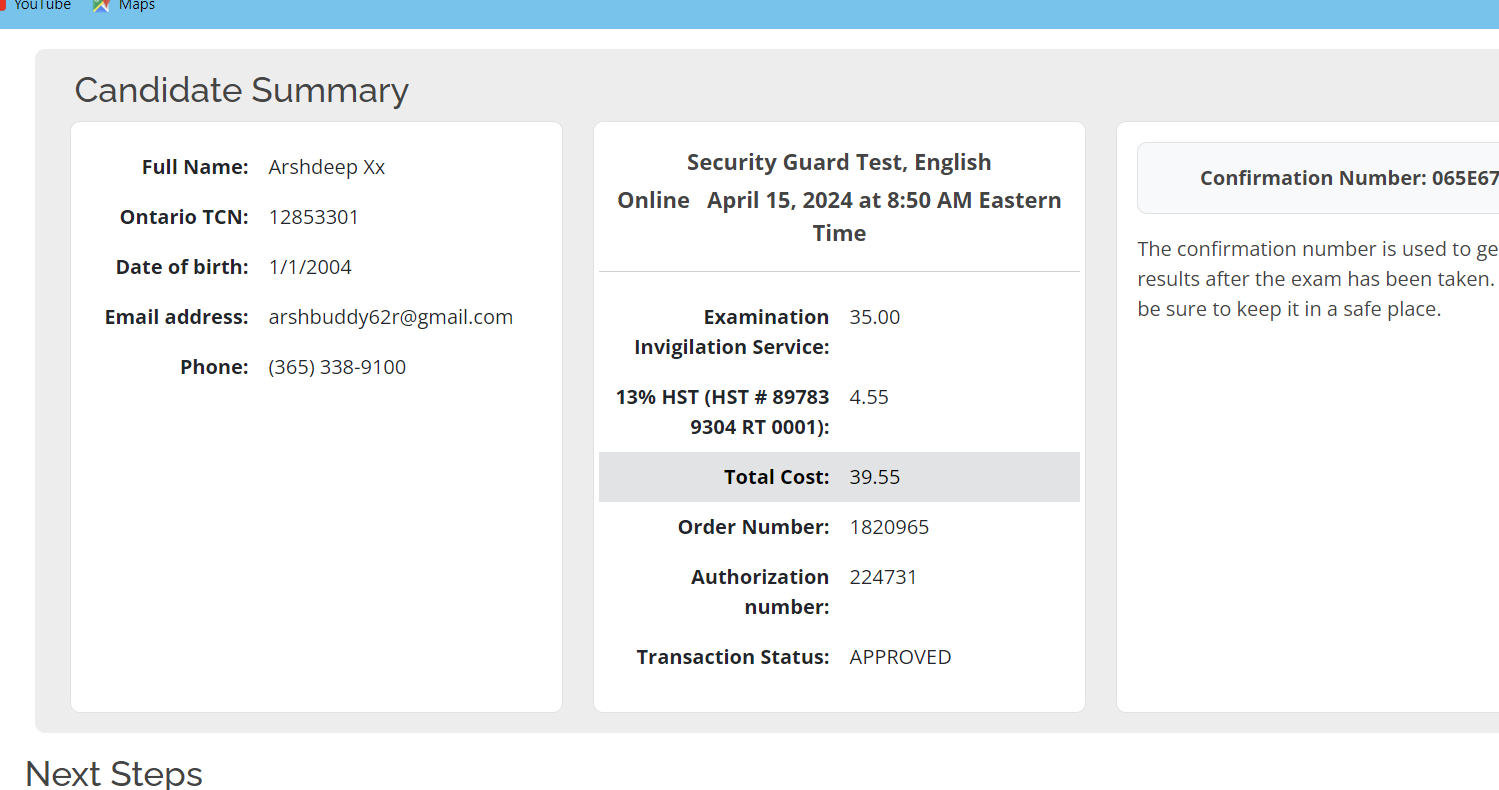 YouTube Maps
Candidate Summary
Full Name: Arshdeep Xx
Ontario TCN: 12853301
Date of birth: 1/1/2004
Email address: arshbuddy62r@gmail.com
Phone: (365) 338-9100
Security Guard Test, English
Online April 15, 2024 at 8:50 AM Eastern
Time
Examination 35.00
Invigilation Service:
13% HST (HST # 89783 4.55
9304 RT 0001):
Total Cost: 39.55
Order Number: 1820965
Authorization 224731
number:
Transaction Status: APPROVED
Confirmation Number: 065E67
The confirmation number is used to ge
results after the exam has been taken.
be sure to keep it in a safe place.
Next Steps